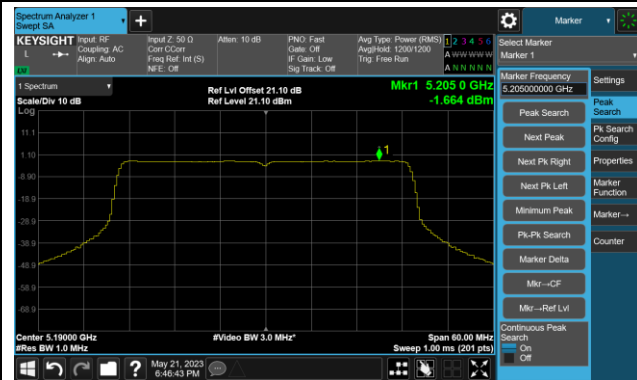 Spectrum Analyzer 1
Swept SA
Marker
KEYSIGHT
L
LXI
Input: RF
Coupling: AC
Align: Auto
Input Z: 50 Ω
Corr CCorr
Freq Ref: Int (S)
NFE: Off
Atten: 10 dB
PNO: Fast
Gate: Off
IF Gain: Low
Sig Track: Off
Avg Type: Power (RMS)
Avg|Hold: 1200/1200
Trig: Free Run
1 2 3 4 5 6
A W W W W W
A N N N N N
Select Marker
Marker 1
1 Spectrum
Scale/Div 10 dB
Log
Ref Lvl Offset 21.10 dB
Ref Level 21.10 dBm
Mkr1 5.205 0 GHz
-1.664 dBm
11.1
1.10
-8.90
-18.9
-28.9
-38.9
-48.9
-58.9
-68.9
1
Center 5.19000 GHz
#Res BW 1.0 MHz
#Video BW 3.0 MHz*
Span 60.00 MHz
Sweep 1.00 ms (201 pts)
Marker Frequency
5.205000000 GHz
Peak Search
Next Peak
Next Pk Right
Next Pk Left
Minimum Peak
Pk-Pk Search
Marker Delta
Mkr→CF
Mkr→Ref Lvl
Continuous Peak
Search
On
Off
Settings
Peak
Search
Pk Search
Config
Properties
Marker
Function
Marker→
Counter
?
May 21, 2023
6:46:43 PM